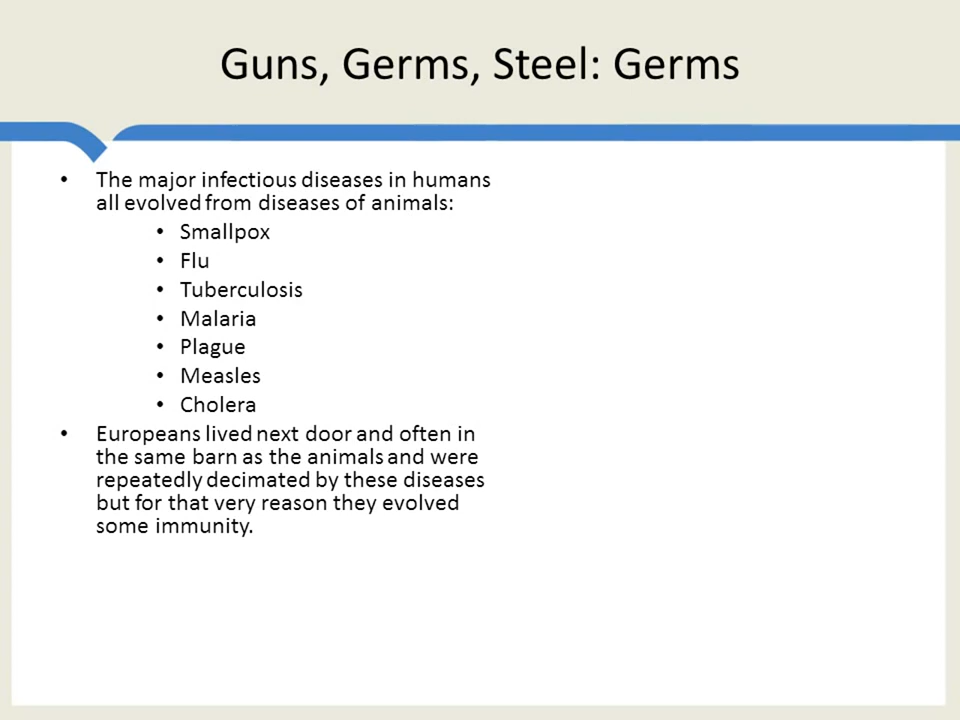 Guns, Germs, Steel: Germs
• The major infectious diseases in humans
all evolved from diseases of animals:
• Smallpox
• Flu
• Tuberculosis
• Malaria
• Plague
• Measles
• Cholera
• Europeans lived next door and often in
the same barn as the animals and were
repeatedly decimated by these diseases
but for that very reason they evolved
some immunity.